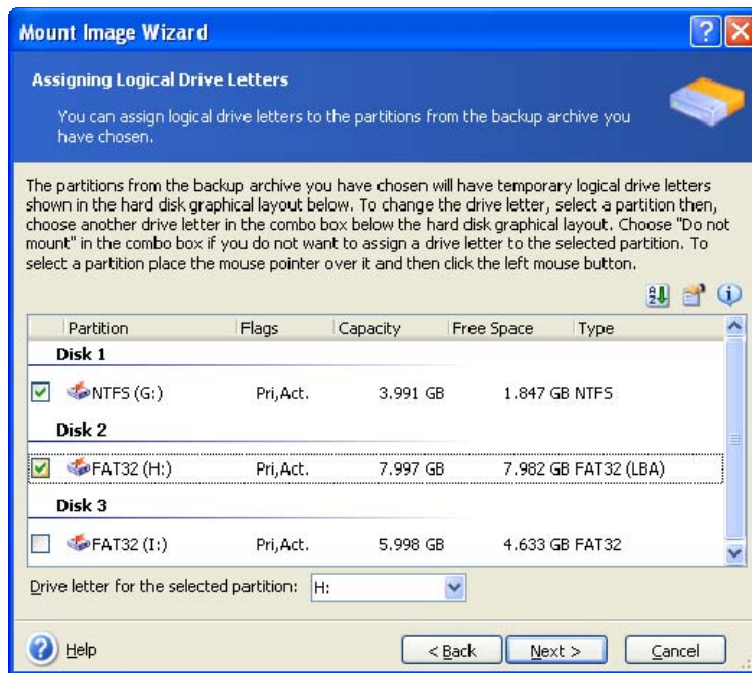 Mount Image Wizard
Assigning Logical Drive Letters
You can assign logical drive letters to the partitions from the backup archive you
have chosen.
The partitions from the backup archive you have chosen will have temporary logical drive letters
shown in the hard disk graphical layout below. To change the drive letter, select a partition then,
choose another drive letter in the combo box below the hard disk graphical layout. Choose "Do not
mount" in the combo box if you do not want to assign a drive letter to the selected partition. To
select a partition place the mouse pointer over it and then click the left mouse button.
Partition Flags Capacity Free Space Type
Disk 1
NTFS (G:) Pri,Act. 3.991 GB 1.847 GB NTFS
Disk 2
FAT32 (H:) Pri,Act. 7.997 GB 7.982 GB FAT32 (LBA)
Disk 3
FAT32 (I:) Pri,Act. 5.998 GB 4.633 GB FAT32
Drive letter for the selected partition: H:
Help < Back Next > Cancel